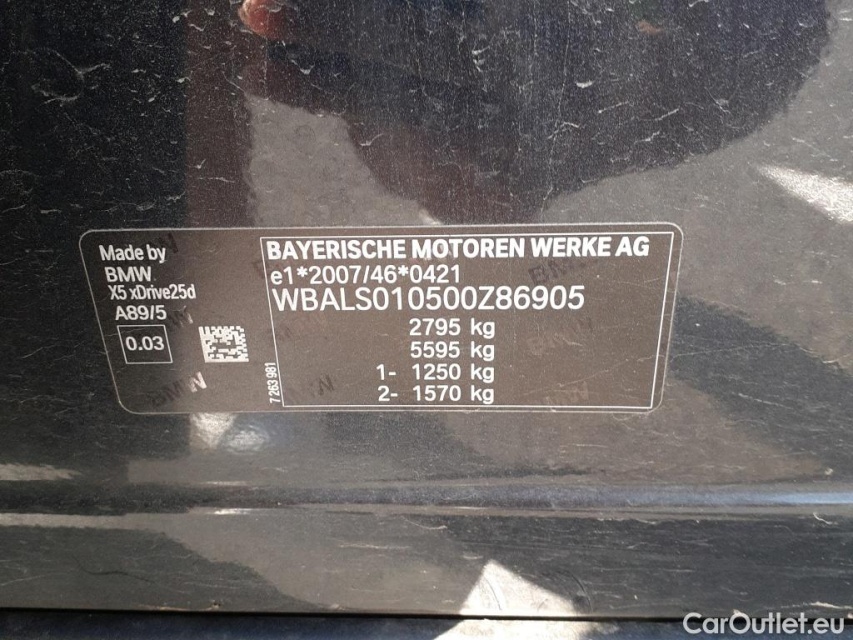 Made by
BMW
X5 xDrive25d
A89/5
0.03
7 263 981
BAYERISCHE MOTOREN WERKE AG
e1*2007/46*0421
WBALS010500Z86905
2795 kg
5595 kg
1- 1250 kg
2- 1570 kg
CarOutlet.eu